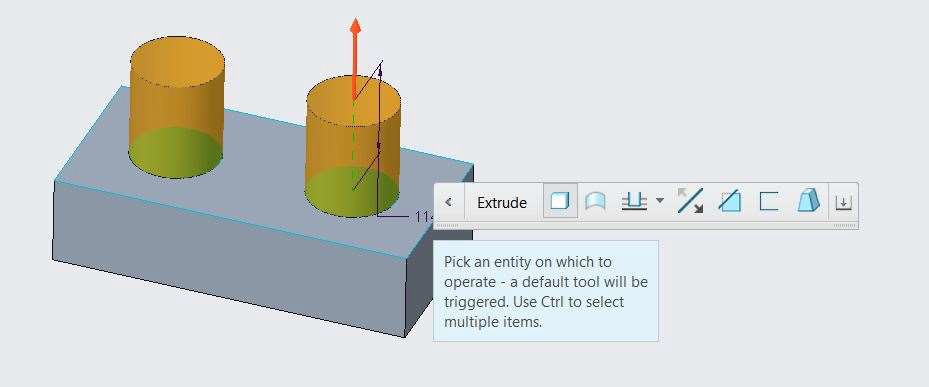 Extrude
Pick an entity on which to
operate - a default tool will be
triggered. Use Ctrl to select
multiple items.